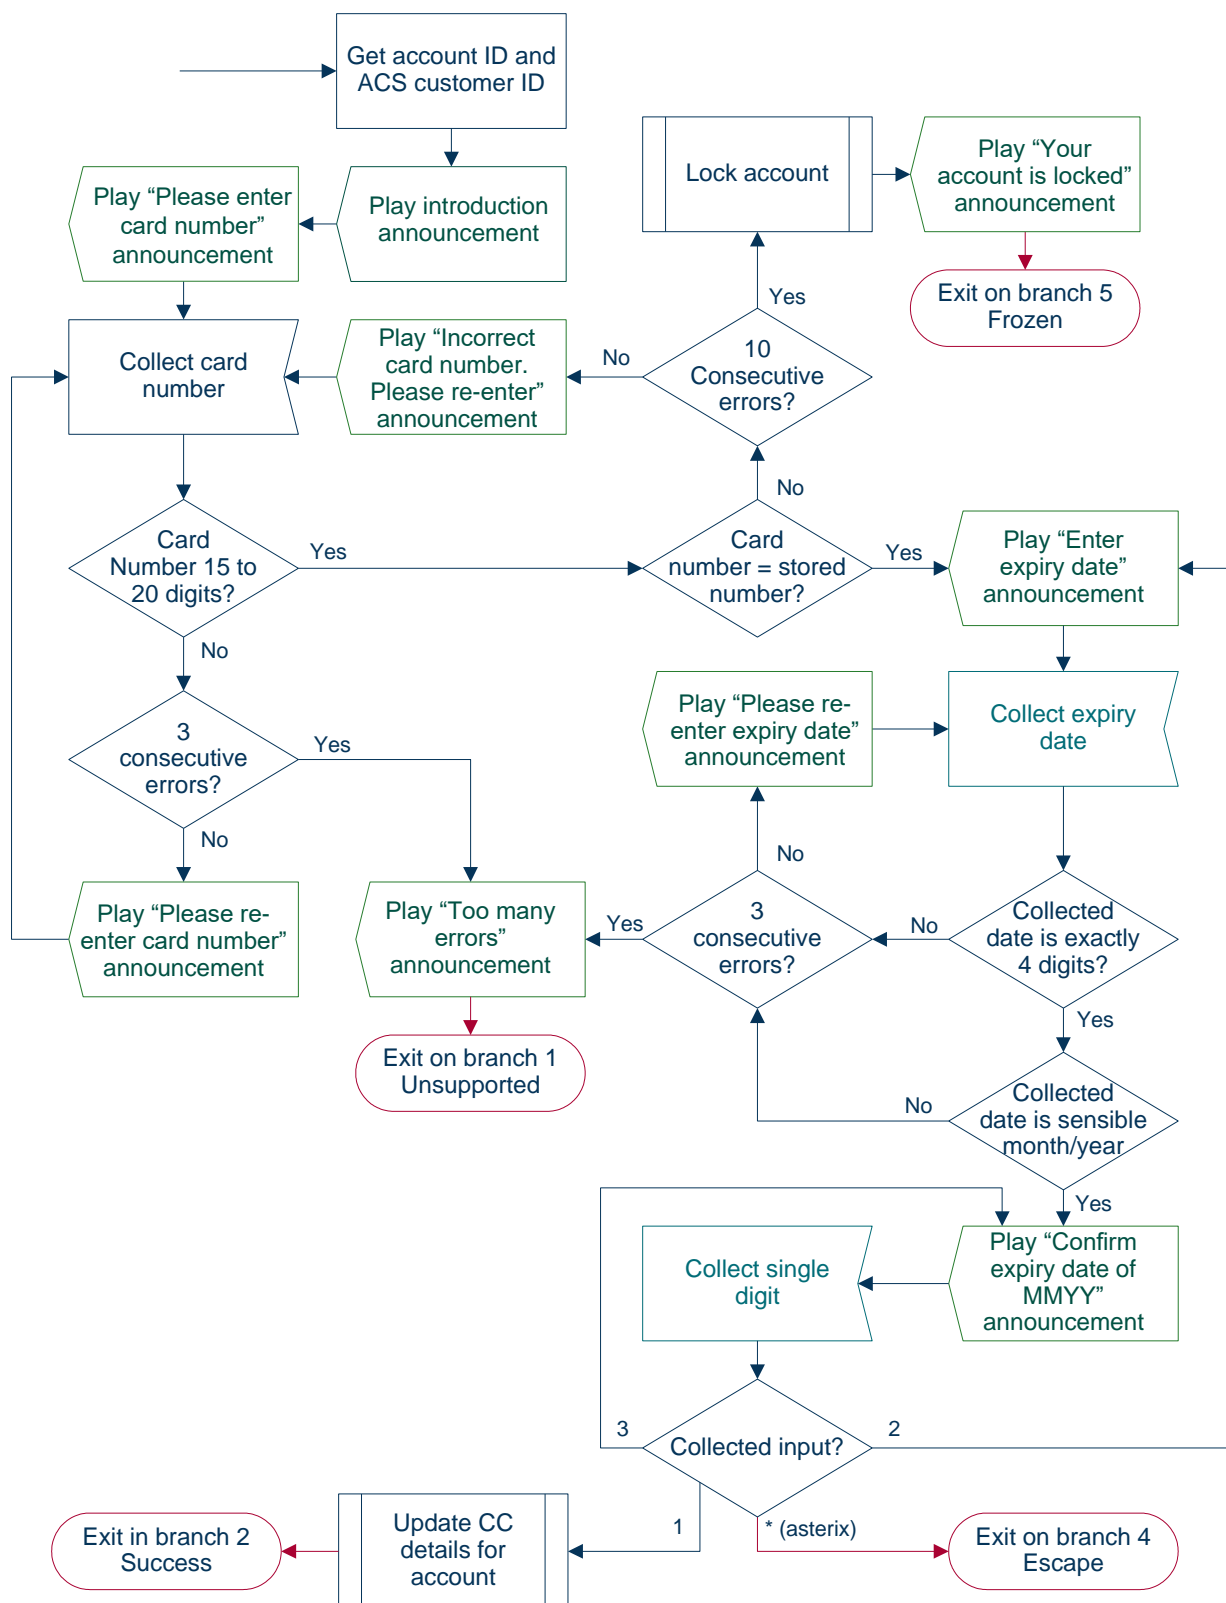 Get account ID and
ACS customer ID
Play “Please enter
card number”
announcement
Play introduction
announcement
Lock account
Play “Your
account is locked”
announcement
Exit on branch 5
Frozen
Yes
Collect card
number
Play “Incorrect
card number.
Please re-enter”
announcement
No
10
Consecutive
errors?
No
Card
Number 15 to
20 digits?
Yes
Card
number = stored
number?
Yes
Play “Enter
expiry date”
announcement
No
3
consecutive
errors?
Yes
Play “Please re-
enter expiry date”
announcement
Collect expiry
date
No
No
Play “Please re-
enter card number”
announcement
Play “Too many
errors”
announcement
Yes
3
consecutive
errors?
No
Collected
date is exactly
4 digits?
Yes
Exit on branch 1
Unsupported
No
Collected
date is sensible
month/year
Yes
Collect single
digit
Play “Confirm
expiry date of
MMYY”
announcement
3
Collected input?
2
1
* (asterix)
Exit in branch 2
Success
Update CC
details for
account
Exit on branch 4
Escape